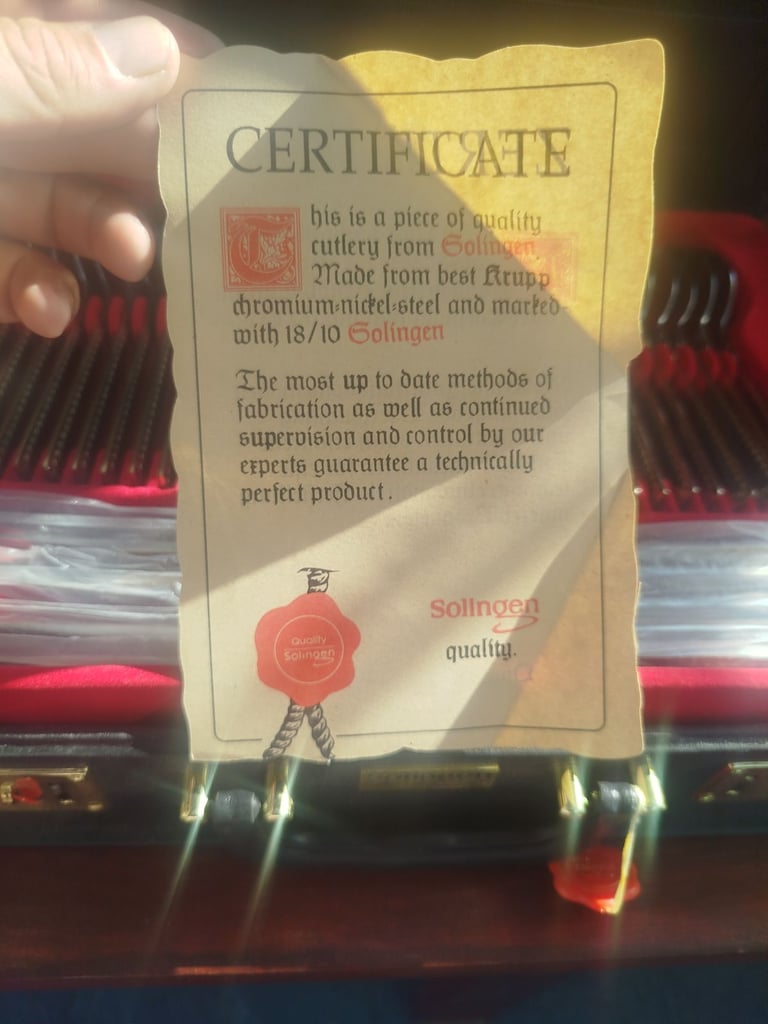 CERTIFICATE
This is a piece of quality
cutlery from Solingen
Made from best Krupp
chromium-nickel-steel and marked
with 18/10 Solingen
The most up to date methods of
fabrication as well as continued
supervision and control by our
experts guarantee a technically
perfect product.
Quality
Solingen
Solingen
quality.